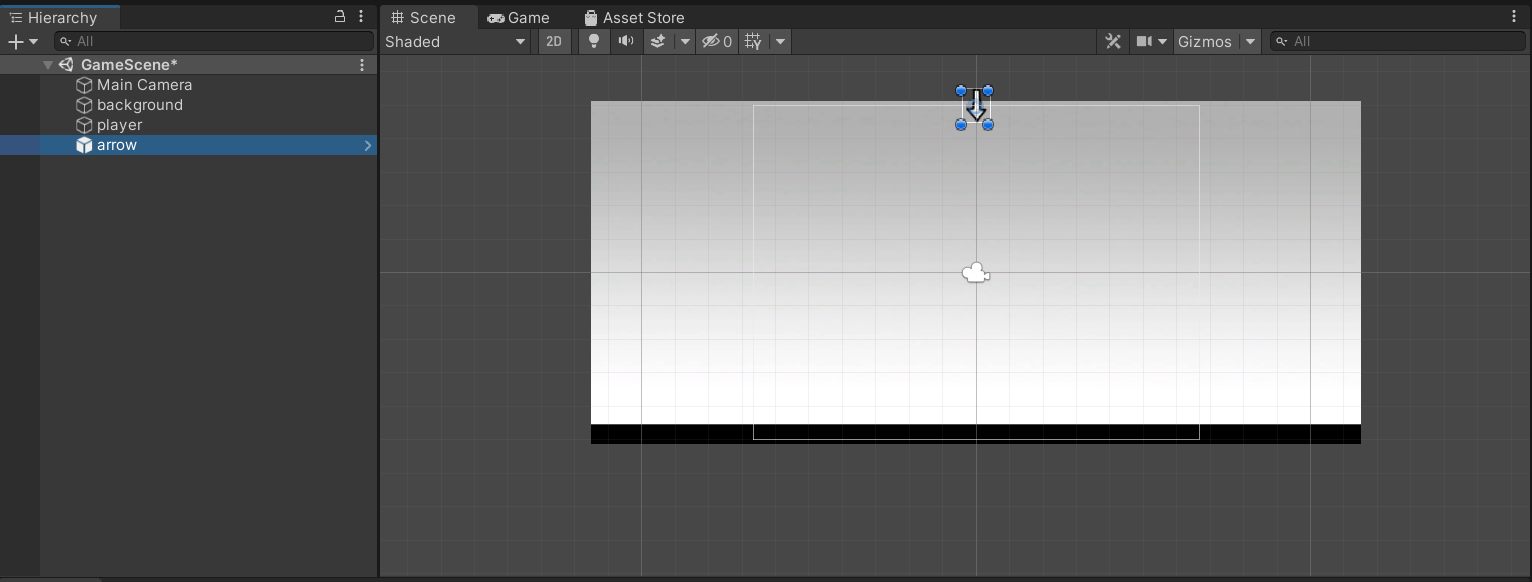 Hierarchy
All
GameScene*
Main Camera
background
player
arrow
Scene Game Asset Store
Shaded 2D 0 Gizmos All